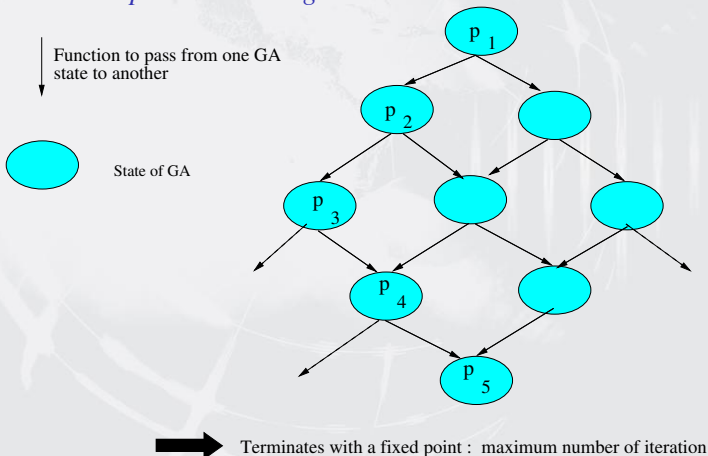 Function to pass from one GA
state to another
State of GA
p 1
p 2
p 3
p 4
p 5
Terminates with a fixed point : maximum number of iteration